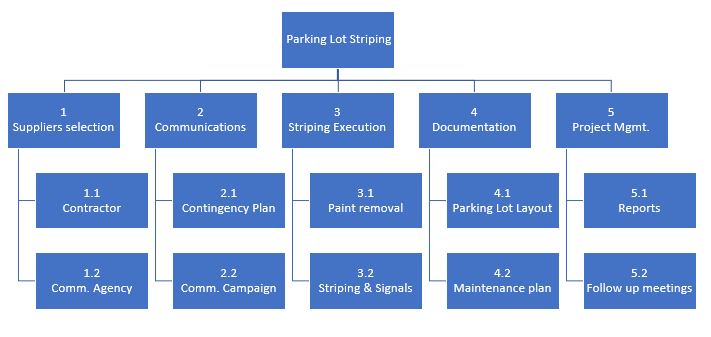 Parking Lot Striping
1
Suppliers selection
2
Communications
3
Striping Execution
4
Documentation
5
Project Mgmt.
1.1
Contractor
2.1
Contingency Plan
3.1
Paint removal
4.1
Parking Lot Layout
5.1
Reports
1.2
Comm. Agency
2.2
Comm. Campaign
3.2
Striping & Signals
4.2
Maintenance plan
5.2
Follow up meetings